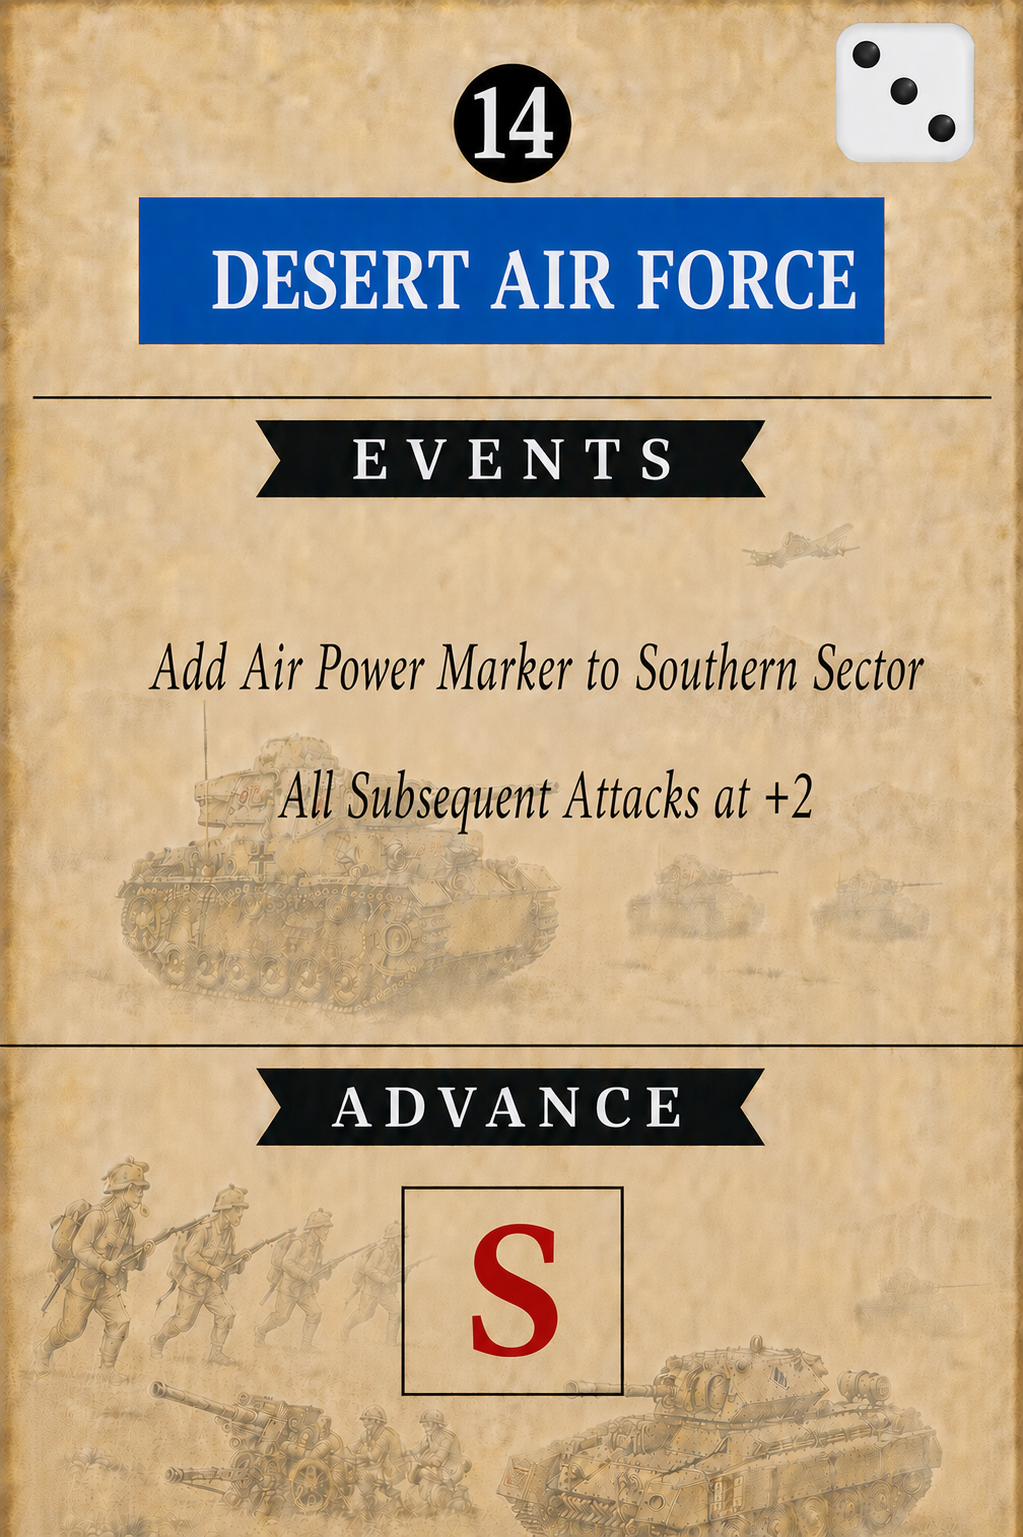 14
DESERT AIR FORCE
EVENTS
Add Air Power Marker to Southern Sector
All Subsequent Attacks at +2
ADVANCE
S